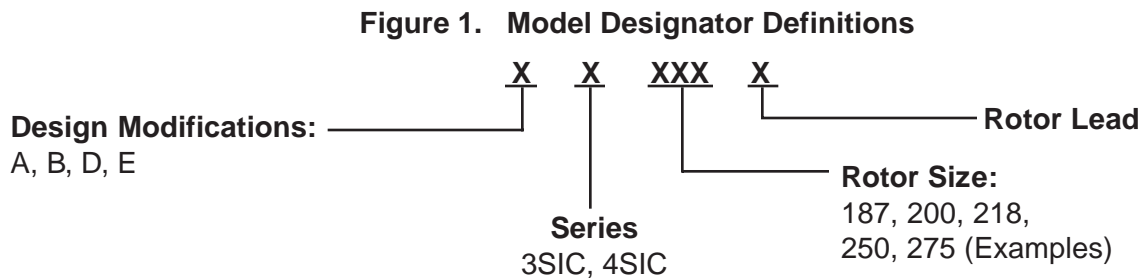 Figure 1. Model Designator Definitions
X X XXX X
Design Modifications:
A, B, D, E
Rotor Lead
Rotor Size:
187, 200, 218,
250, 275 (Examples)
Series
3SIC, 4SIC